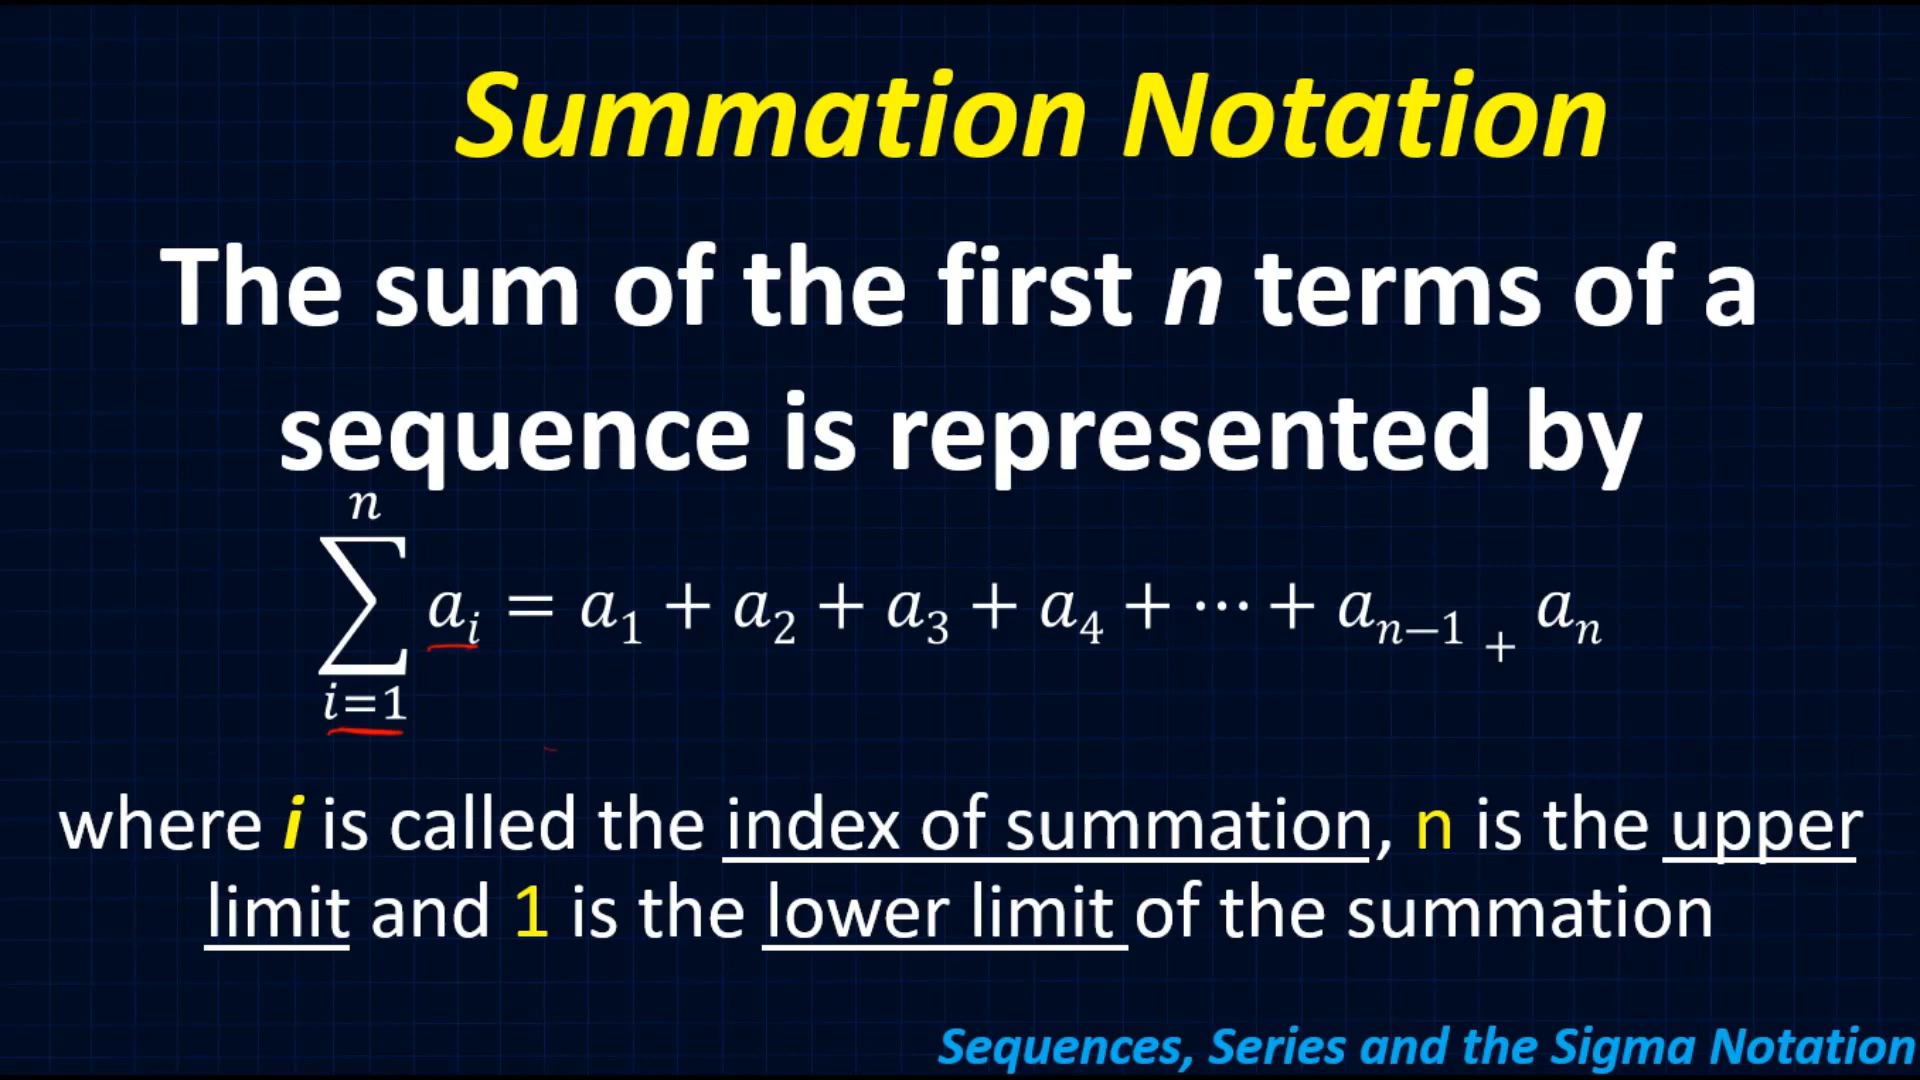 Summation Notation
The sum of the first n terms of a
sequence is represented by
n
∑ aᵢ = a₁ + a₂ + a₃ + a₄ + ⋯ + aₙ₋₁ + aₙ
i=1
where i is called the index of summation, n is the upper
limit and 1 is the lower limit of the summation
Sequences, Series and the Sigma Notation